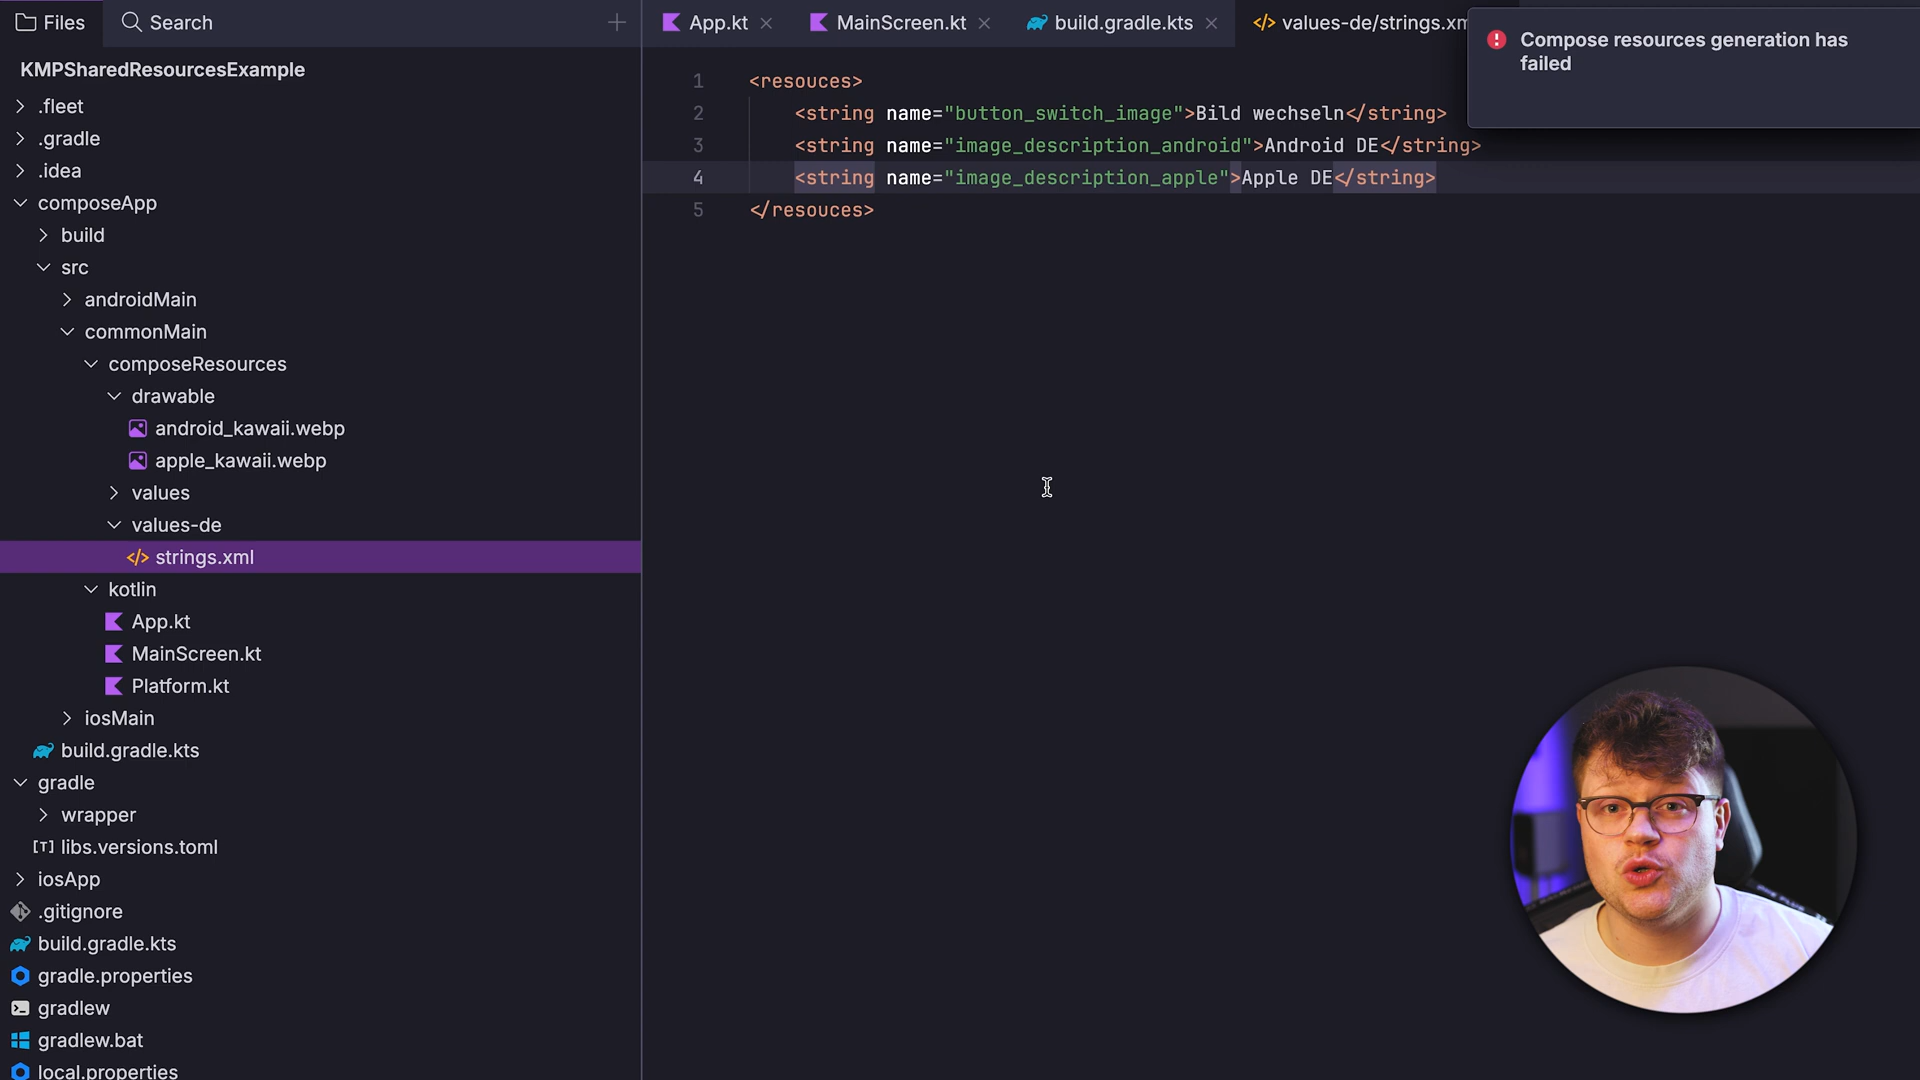 Files
Search
KMPSharedResourcesExample
.fleet
.gradle
.idea
composeApp
build
src
androidMain
commonMain
composeResources
drawable
android_kawaii.webp
apple_kawaii.webp
values
values-de
strings.xml
kotlin
App.kt
MainScreen.kt
Platform.kt
iosMain
build.gradle.kts
gradle
wrapper
[T] libs.versions.toml
iosApp
.gitignore
build.gradle.kts
gradle.properties
gradlew
gradlew.bat
local.properties
App.kt
MainScreen.kt
build.gradle.kts
</> values-de/strings.xm
1 <resouces>
2 <string name="button_switch_image">Bild wechseln</string>
3 <string name="image_description_android">Android DE</string>
4 <string name="image_description_apple">Apple DE</string>
5 </resouces>
Compose resources generation has
failed